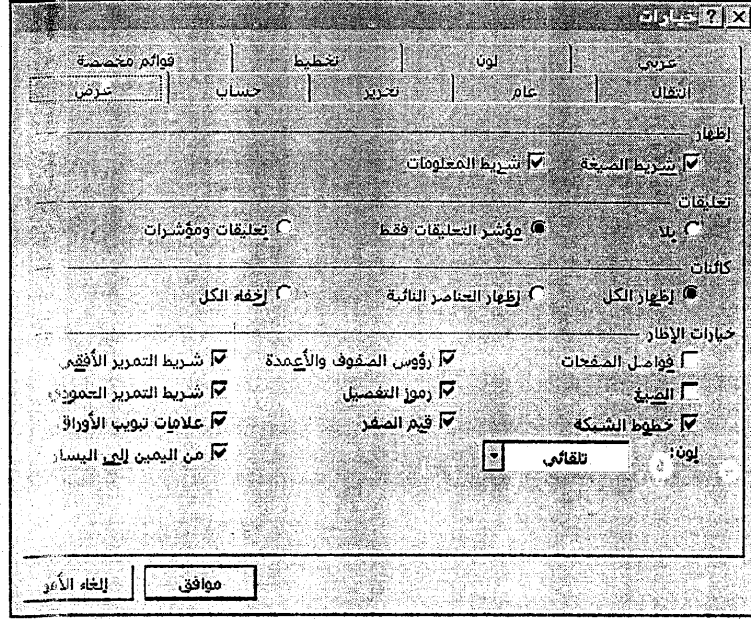 خيارات
عربي لون تخطيط قوائم مخصصة
انتقال عام تحرير حساب عرض
إظهار
شريط الصيغة شريط المعلومات
تعليقات
بلا مؤشر التعليقات فقط تعليقات ومؤشرات
كائنات
إظهار الكل إظهار العناصر النائبة إخفاء الكل
خيارات الإطار
فواصل الصفحات رؤوس الصفوف والأعمدة شريط التمرير الأفقي
الصيغ رموز التفصيل شريط التمرير العمودي
خطوط الشبكة قيم الصفر علامات تبويب الأوراق
لون: تلقائي من اليمين إلى اليسار
موافق إلغاء الأمر